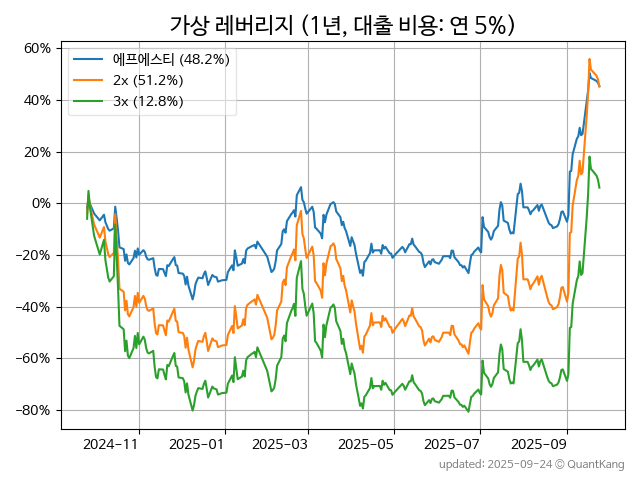 가상 레버리지 (1년, 대출 비용: 연 5%)
60%
40%
20%
0%
−20%
−40%
−60%
−80%
에프에스티 (48.2%)
2x (51.2%)
3x (12.8%)
2024-11
2025-01
2025-03
2025-05
2025-07
2025-09
updated: 2025-09-24 © QuantKang